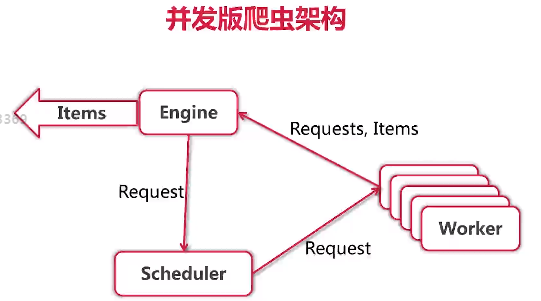 并发版爬虫架构
Items
Engine
Requests, Items
Request
Worker
Request
Scheduler